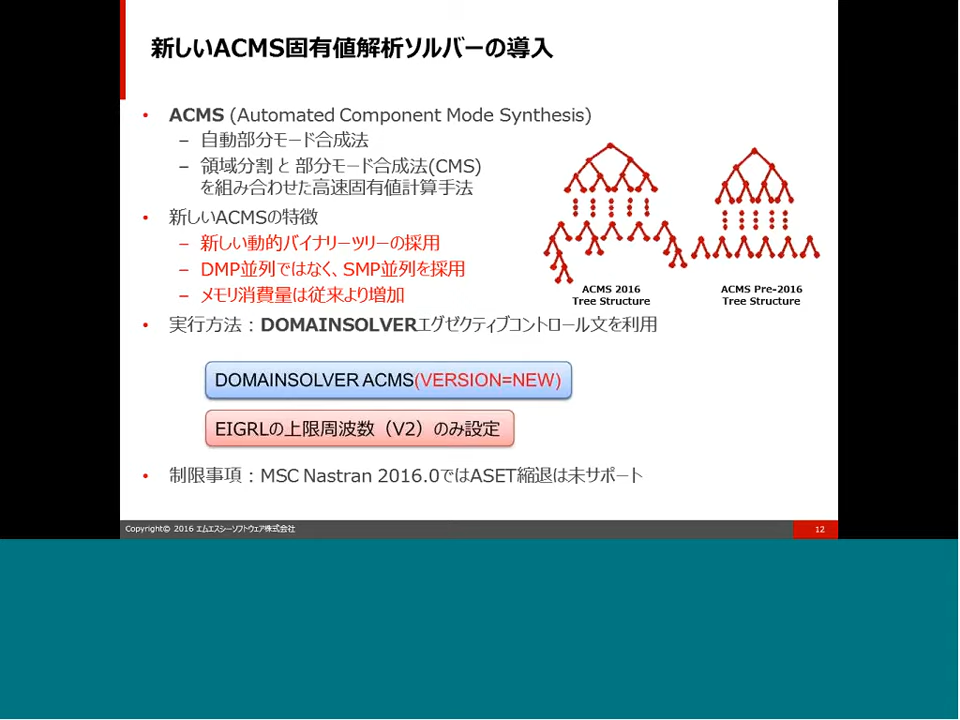 新しいACMS固有値解析ソルバーの導入
• ACMS (Automated Component Mode Synthesis)
– 自動部分モード合成法
– 領域分割 と 部分モード合成法(CMS)
を組み合わせた高速固有値計算手法
• 新しいACMSの特徴
– 新しい動的バイナリーツリーの採用
– DMP並列ではなく、SMP並列を採用
– メモリ消費量は従来より増加
ACMS 2016
Tree Structure
ACMS Pre-2016
Tree Structure
• 実行方法：DOMAINSOLVERエグゼクティブコントロール文を利用
DOMAINSOLVER ACMS(VERSION=NEW)
EIGRLの上限周波数（V2）のみ設定
• 制限事項：MSC Nastran 2016.0ではASET縮退は未サポート
Copyright© 2016 エムエスシーソフトウェア株式会社
12